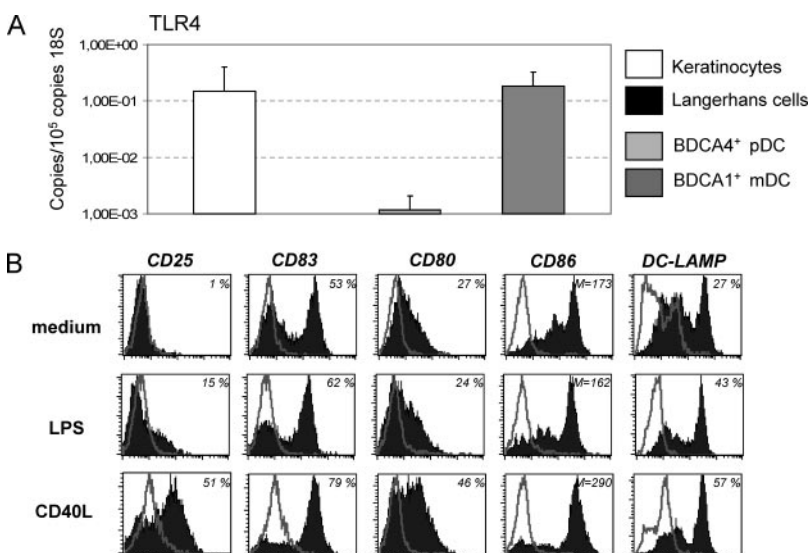 A
TLR4
Copies/10⁵ copies 18S
1,00E+00
1,00E-01
1,00E-02
1,00E-03
Keratinocytes
Langerhans cells
BDCA4⁺ pDC
BDCA1⁺ mDC
B
CD25 CD83 CD80 CD86 DC-LAMP
medium 1 % 53 % 27 % M=173 27 %
LPS 15 % 62 % 24 % M=162 43 %
CD40L 51 % 79 % 46 % M=290 57 %